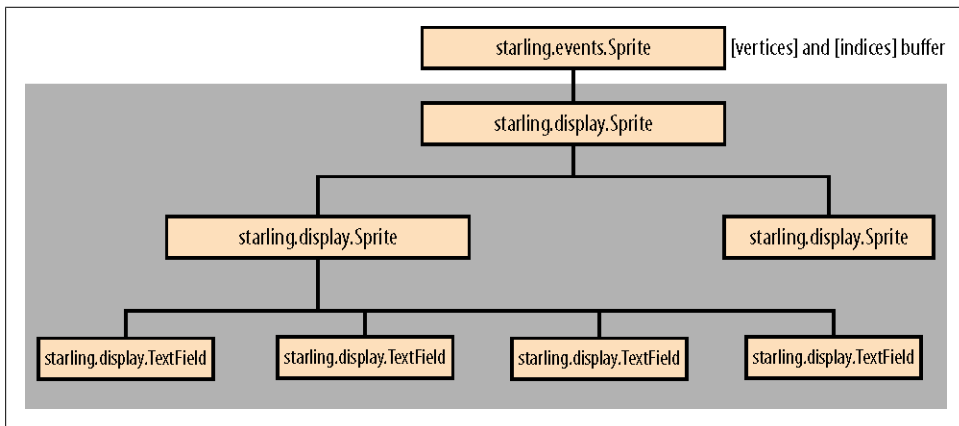 starling.events.Sprite [vertices] and [indices] buffer
starling.display.Sprite
starling.display.Sprite starling.display.Sprite
starling.display.TextField starling.display.TextField starling.display.TextField starling.display.TextField